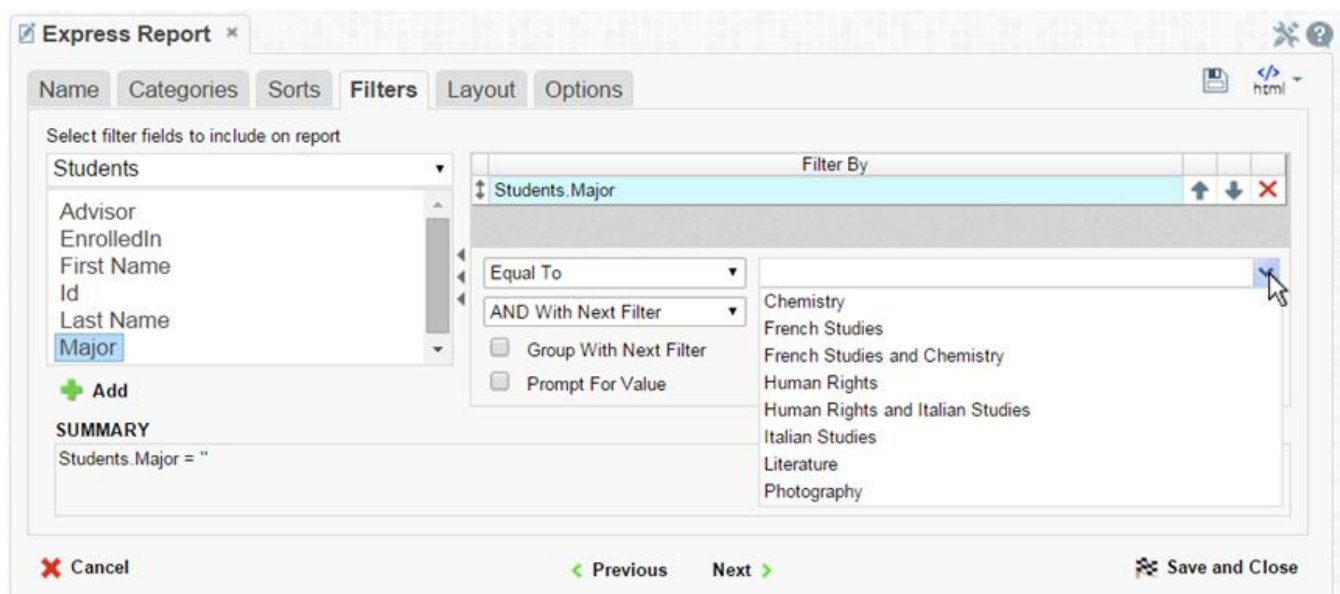 Express Report
Name Categories Sorts Filters Layout Options
</>
html
Select filter fields to include on report
Students
Advisor
EnrolledIn
First Name
Id
Last Name
Major
Add
Filter By
Students.Major
Equal To
AND With Next Filter
Group With Next Filter
Prompt For Value
Chemistry
French Studies
French Studies and Chemistry
Human Rights
Human Rights and Italian Studies
Italian Studies
Literature
Photography
SUMMARY
Students.Major = ''
Cancel
< Previous Next >
Save and Close